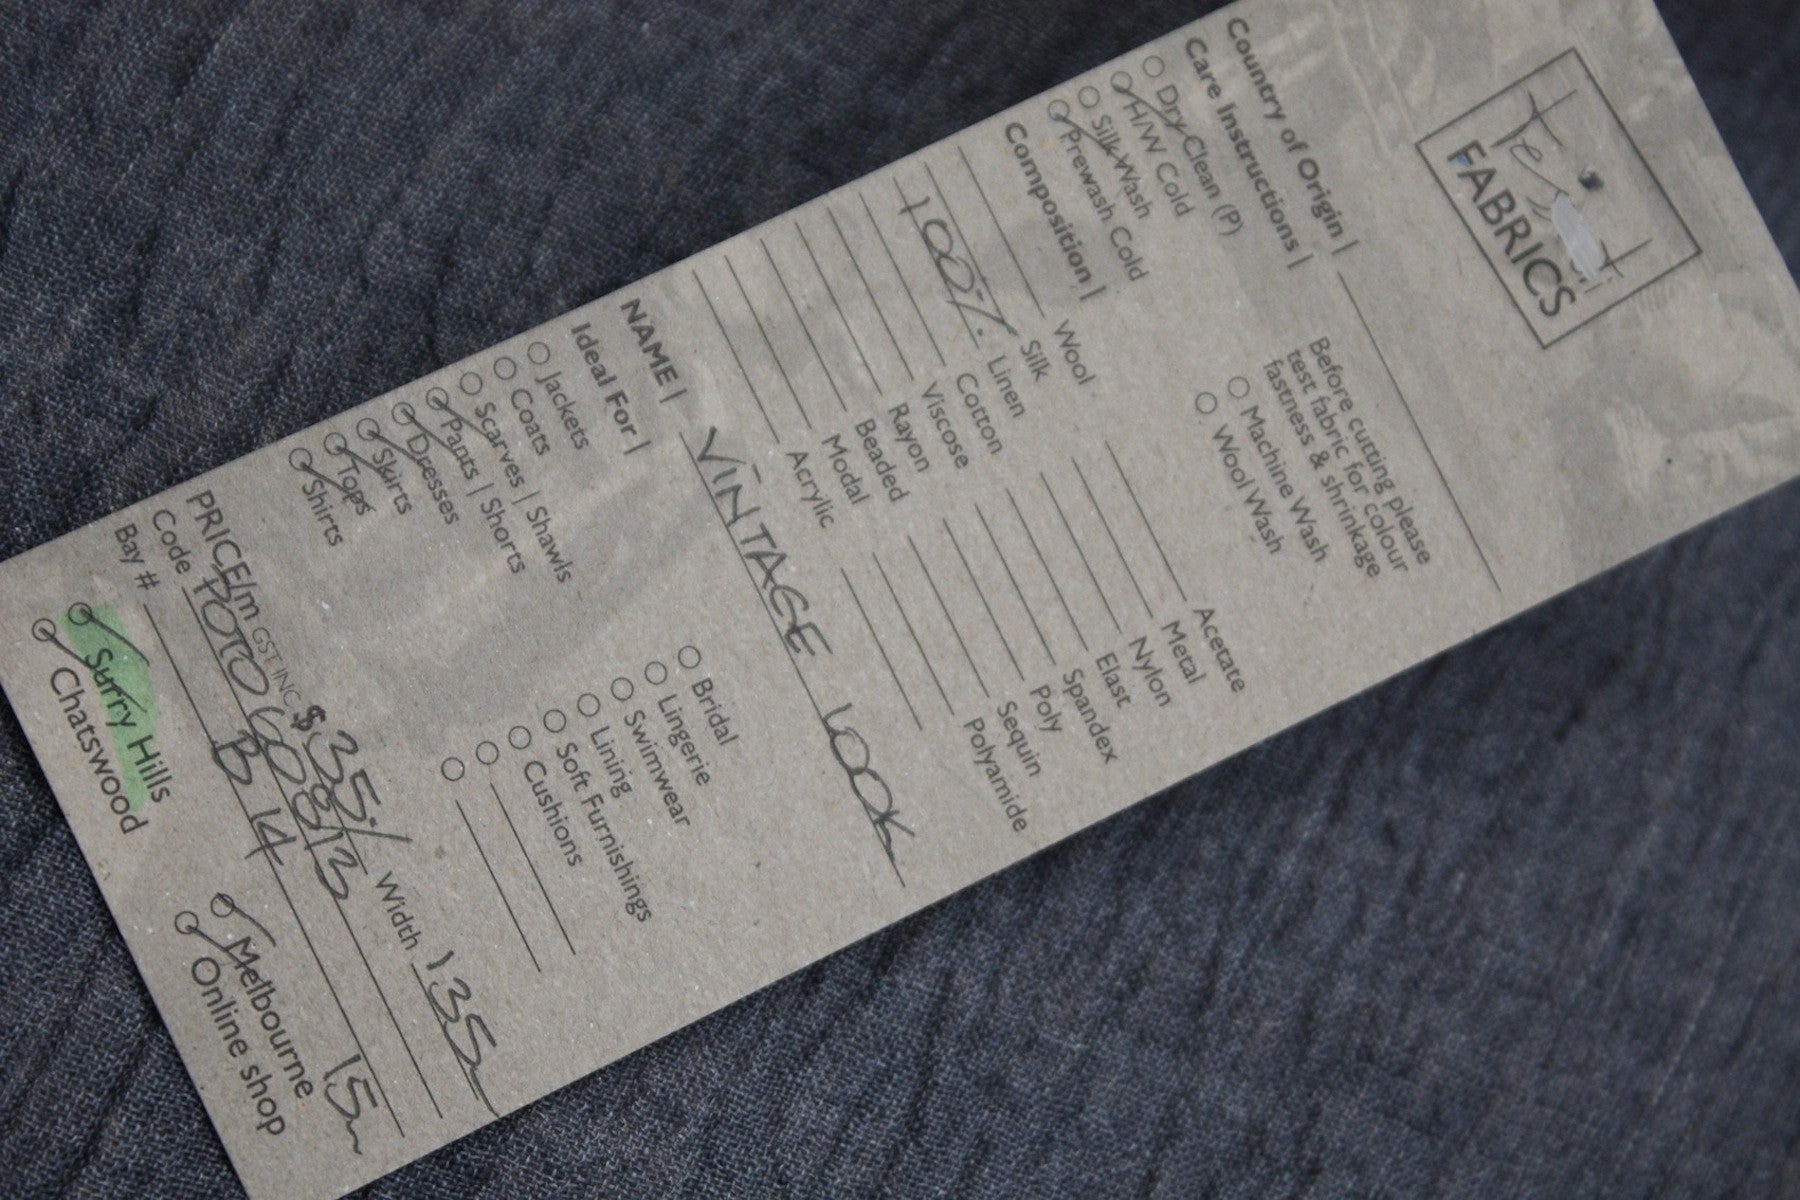 Tessuti
FABRICS
Country of Origin |
Care Instructions |
Before cutting please
test fabric for colour
fastness & shrinkage
Dry Clean (P)
H/W Cold
Silk Wash
Prewash Cold
Machine Wash
Wool Wash
Composition |
Wool
Silk
100% Linen
Cotton
Viscose
Rayon
Beaded
Modal
Acrylic
Acetate
Metal
Nylon
Elast
Spandex
Poly
Sequin
Polyamide
NAME | VINTAGE LOOK
Ideal For |
Jackets
Coats
Scarves | Shawls
Pants | Shorts
Dresses
Skirts
Tops
Shirts
Bridal
Lingerie
Swimwear
Lining
Soft Furnishings
Cushions
PRICE/m GST INC $35./ Width 135
Code
Bay # B 14 15m
Surry Hills
Chatswood
Melbourne
Online shop